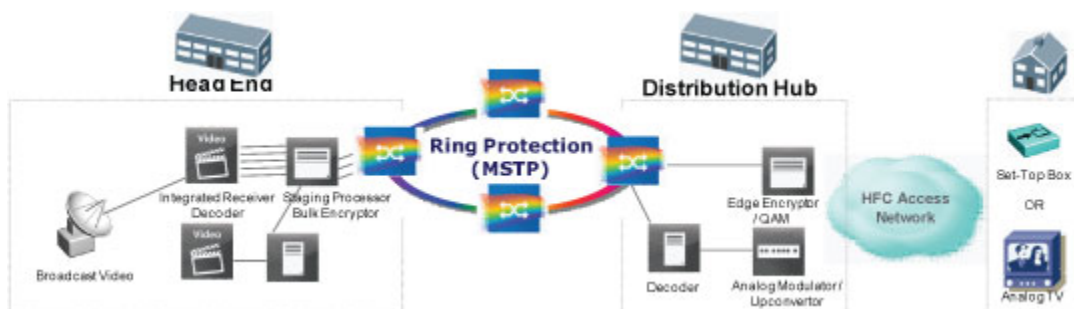 Head End
Distribution Hub
Video
Integrated Receiver
Decoder
Staging Processor
Bulk Encryptor
Video
Broadcast Video
Ring Protection
(MSTP)
Edge Encryptor
/ QAM
Decoder
Analog Modulator/
Upconvertor
HFC Access
Network
Set-Top Box
OR
Analog TV